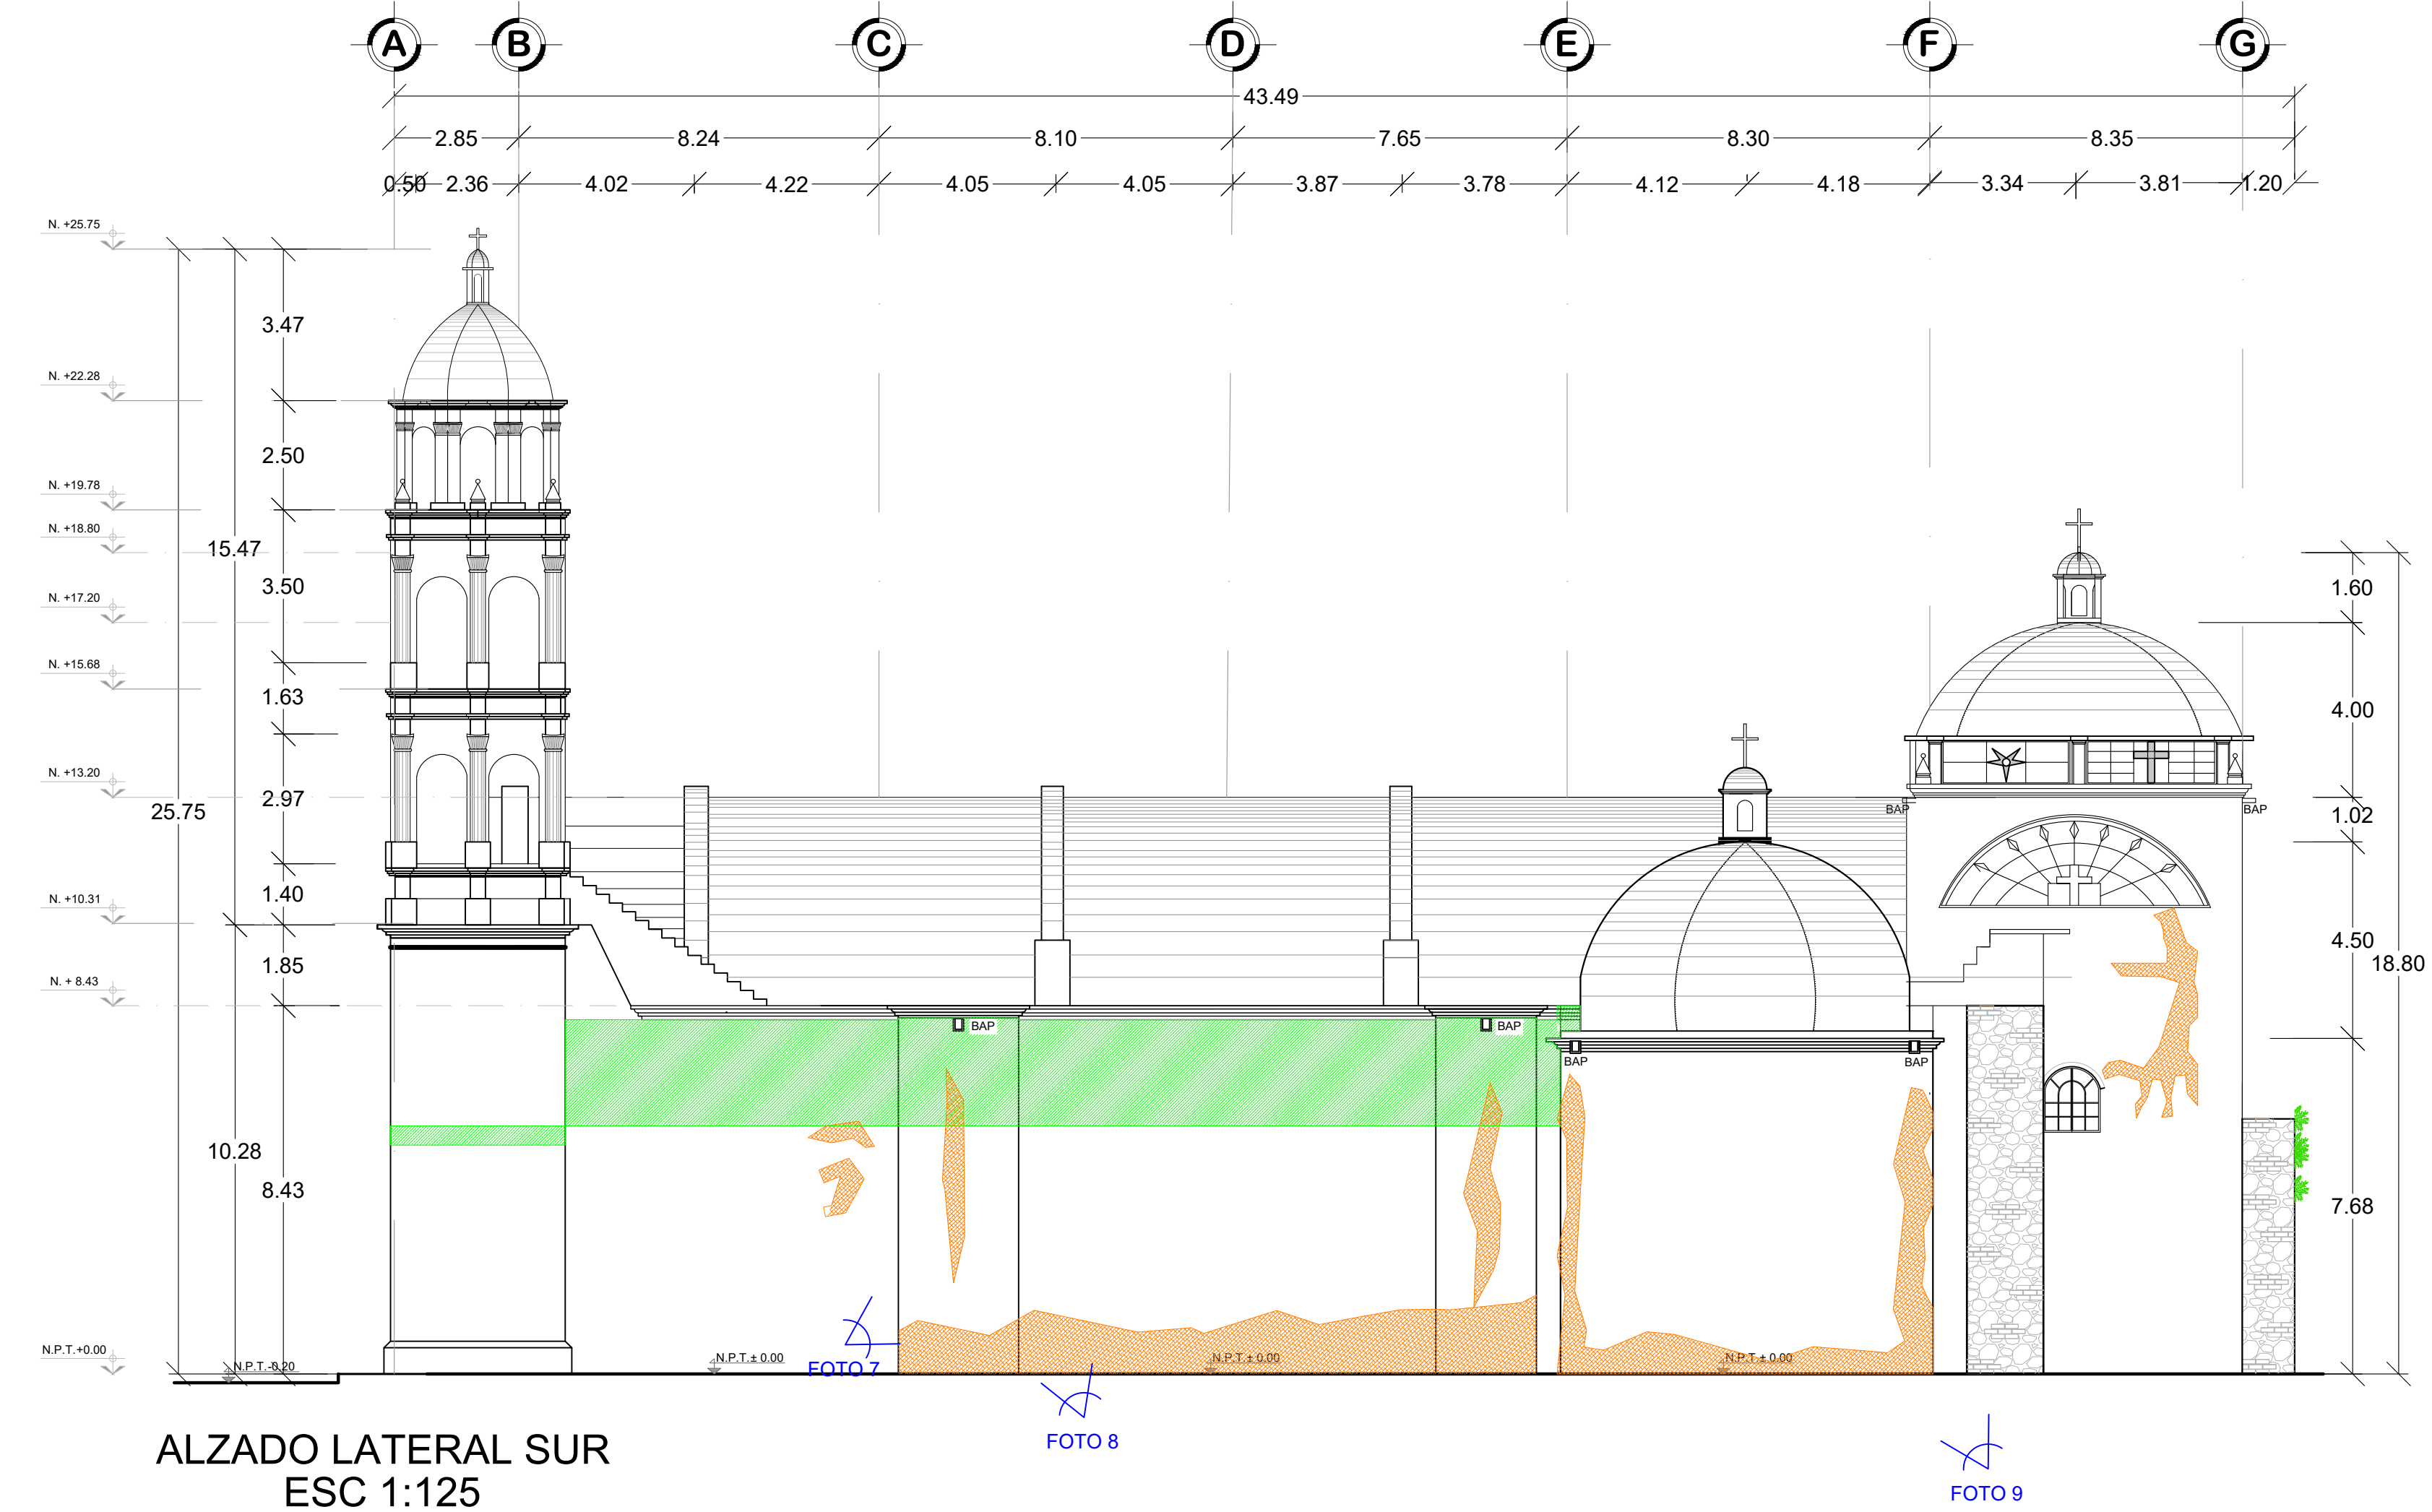 A B C D E F G
43.49
2.85 8.24 8.10 7.65 8.30 8.35
0.50 2.36 4.02 4.22 4.05 4.05 3.87 3.78 4.12 4.18 3.34 3.81 1.20
N. +25.75
3.47
N. +22.28
2.50
N. +19.78
N. +18.80
15.47
3.50
1.60
N. +17.20
N. +15.68
1.63
4.00
N. +13.20
2.97
25.75
BAP
BAP
1.02
1.40
N. +10.31
4.50
1.85
18.80
N. + 8.43
BAP
BAP
BAP
BAP
10.28
8.43
7.68
N.P.T.+0.00
N.P.T.-0.20
N.P.T.± 0.00
N.P.T.± 0.00
N.P.T.± 0.00
FOTO 7
FOTO 8
FOTO 9
ALZADO LATERAL SUR
ESC 1:125